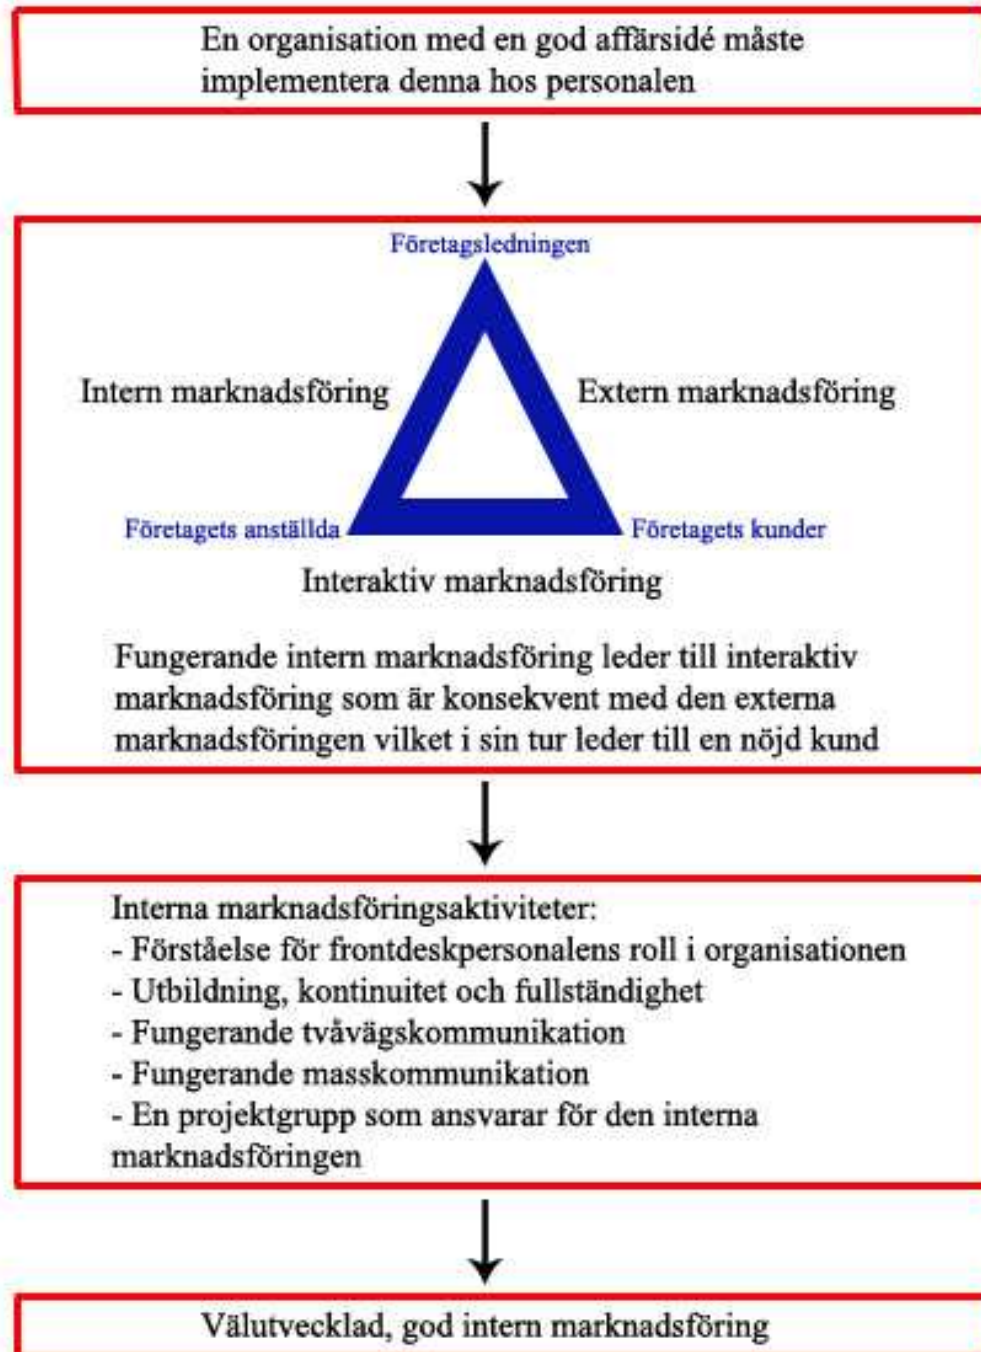 En organisation med en god affärsidé måste
implementera denna hos personalen
Företagsledningen
Intern marknadsföring
Extern marknadsföring
Företagets anställda
Företagets kunder
Interaktiv marknadsföring
Fungerande intern marknadsföring leder till interaktiv
marknadsföring som är konsekvent med den externa
marknadsföringen vilket i sin tur leder till en nöjd kund
Interna marknadsföringsaktiviteter:
- Förståelse för frontdeskpersonalens roll i organisationen
- Utbildning, kontinuitet och fullständighet
- Fungerande tvåvägskommunikation
- Fungerande masskommunikation
- En projektgrupp som ansvarar för den interna
marknadsföringen
Välutvecklad, god intern marknadsföring